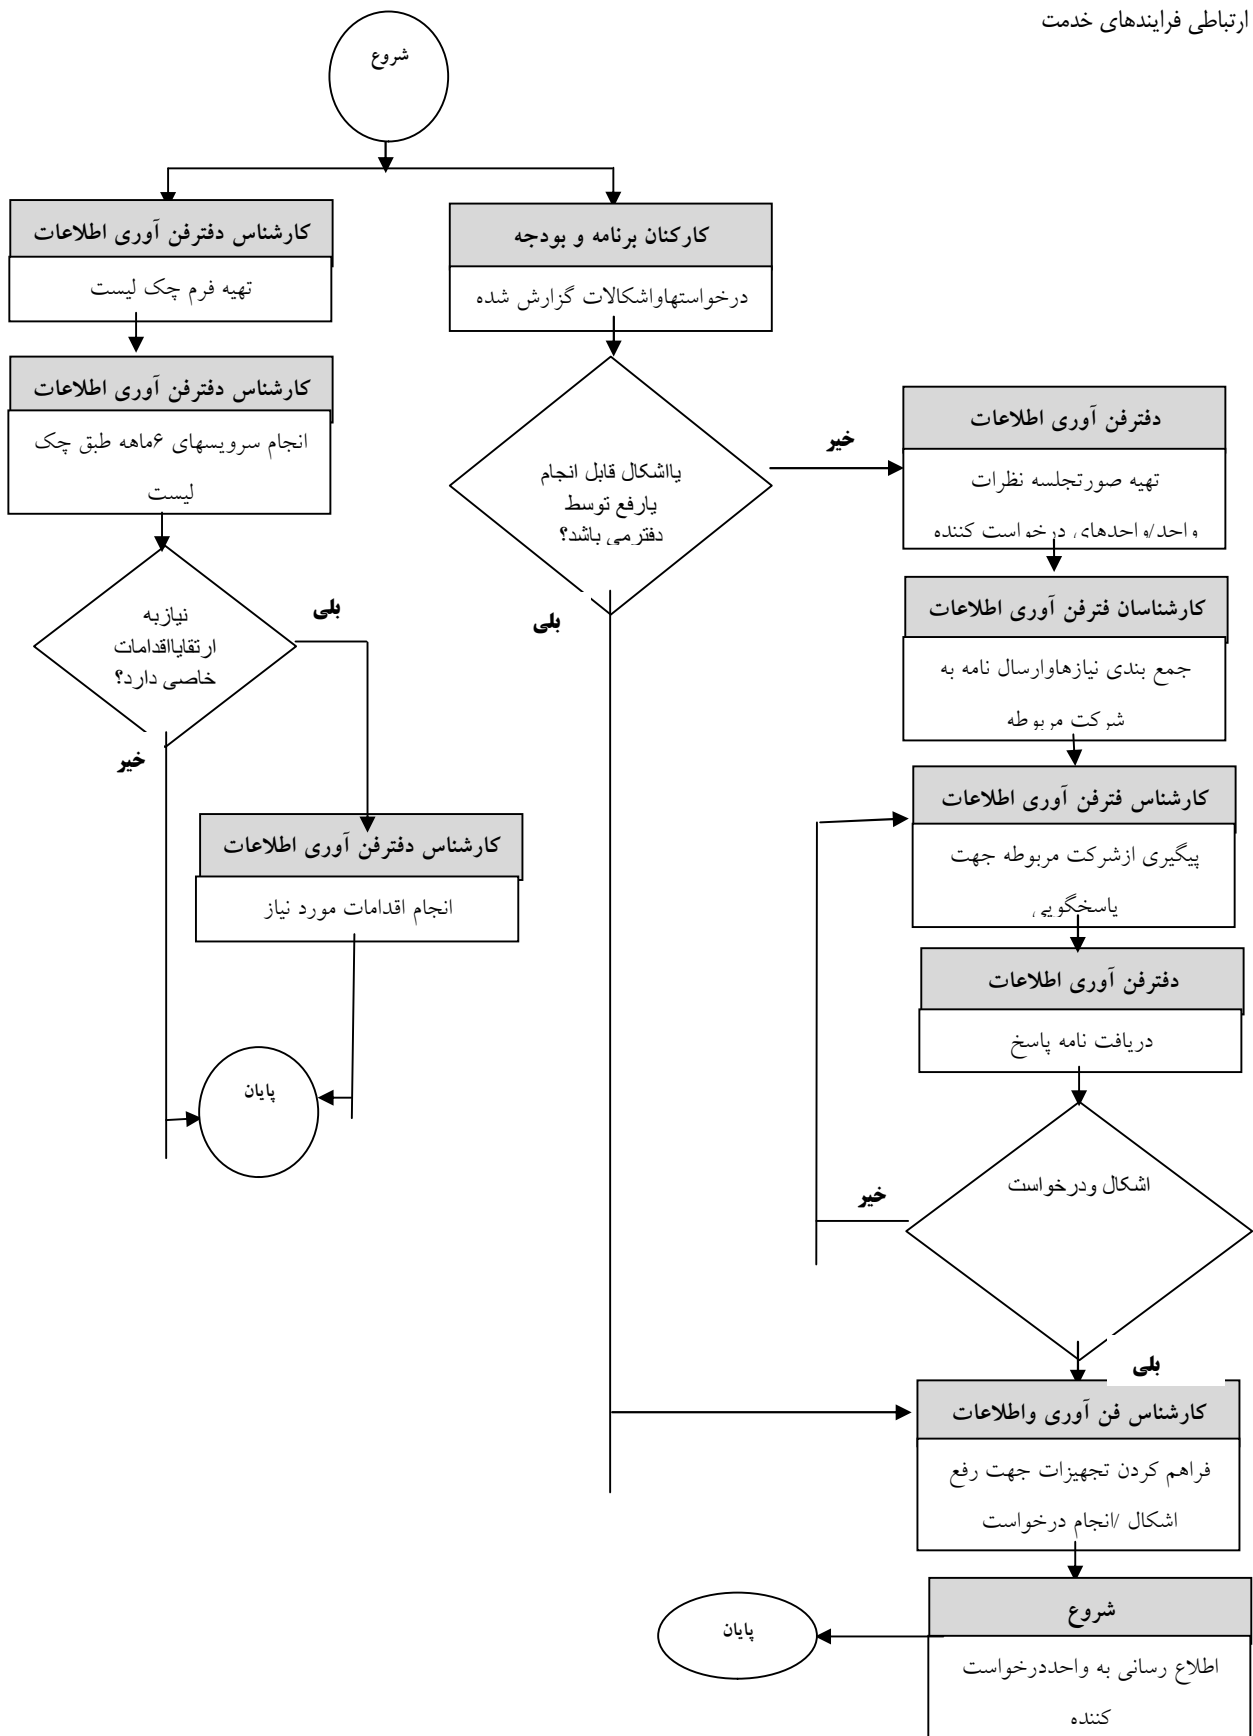 ارتباطی فرایندهای خدمت
شروع
کارشناس دفترفن آوری اطلاعات
تهیه فرم چک لیست
کارشناس دفترفن آوری اطلاعات
انجام سرویسهای ۶ماهه طبق چک
لیست
نیازبه
ارتقایااقدامات
خاصی دارد؟
بلی
خیر
کارشناس دفترفن آوری اطلاعات
انجام اقدامات مورد نیاز
پایان
کارکنان برنامه و بودجه
درخواستهاواشکالات گزارش شده
یااشکال قابل انجام
یارفع توسط
دفترمی باشد؟
خیر
بلی
دفترفن آوری اطلاعات
تهیه صورتجلسه نظرات
واحد/واحدهای درخواست کننده
کارشناسان فترفن آوری اطلاعات
جمع بندی نیازهاوارسال نامه به
شرکت مربوطه
کارشناس فترفن آوری اطلاعات
پیگیری ازشرکت مربوطه جهت
پاسخگویی
دفترفن آوری اطلاعات
دریافت نامه پاسخ
اشکال ودرخواست
خیر
بلی
کارشناس فن آوری واطلاعات
فراهم کردن تجهیزات جهت رفع
اشکال /انجام درخواست
شروع
اطلاع رسانی به واحددرخواست
کننده
پایان